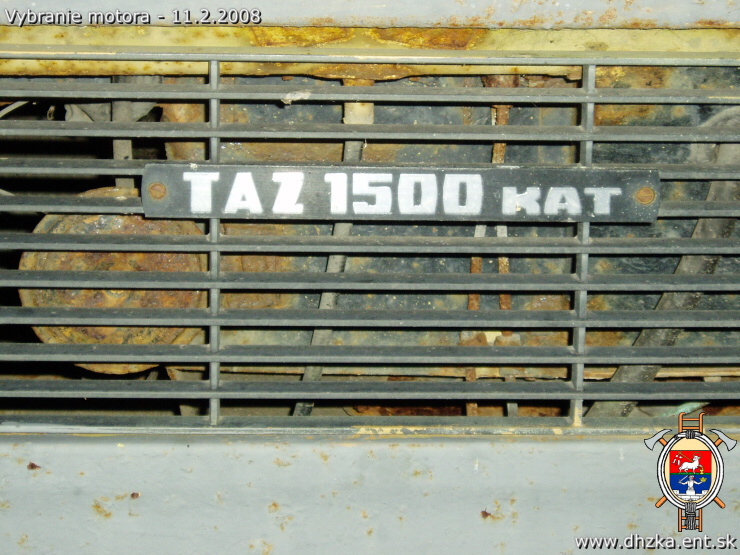 Vybranie motora - 11.2.2008
TAZ 1500 KAT
www.dhzka.ent.sk